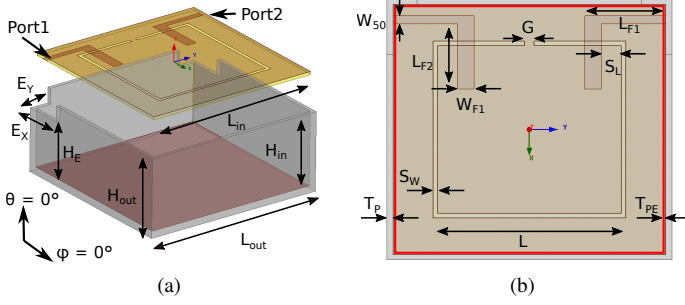 Port1
Port2
E_Y
E_X
H_E
L_in
H_in
H_out
L_out
θ = 0°
φ = 0°
Z
Y
X
(a)
W_50
G
L_F1
L_F2
S_L
W_F1
Z
Y
X
S_W
T_P
T_PE
L
(b)